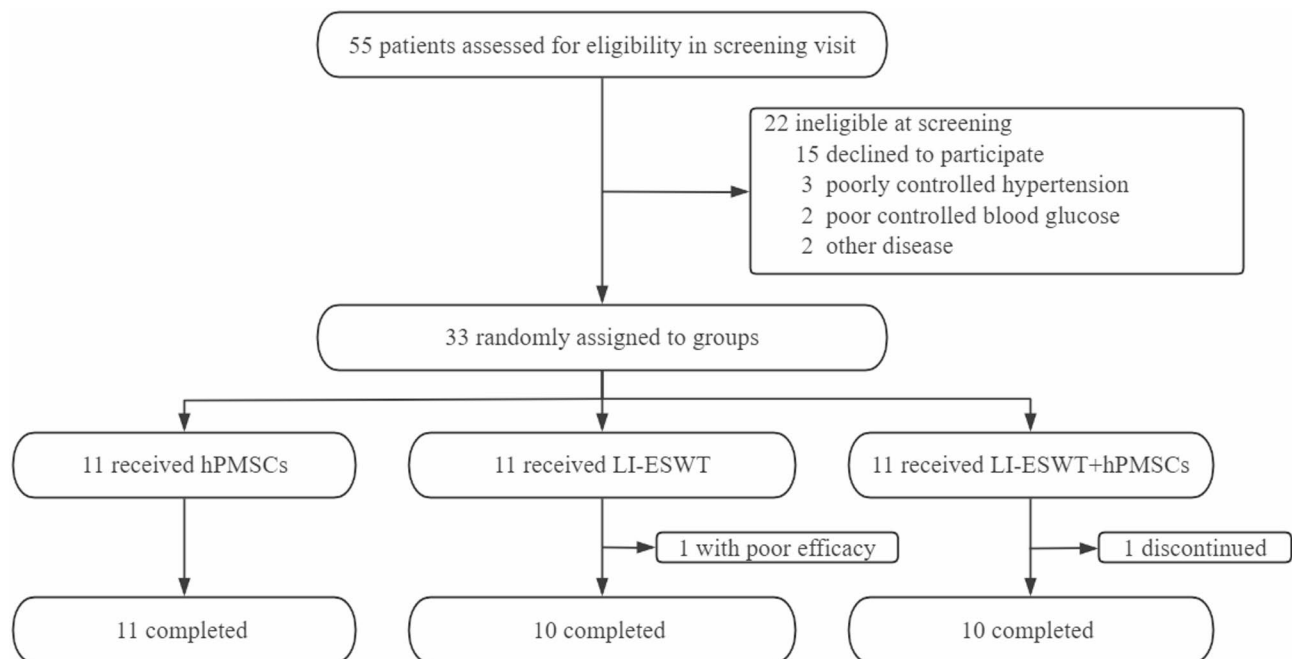 55 patients assessed for eligibility in screening visit
22 ineligible at screening
15 declined to participate
3 poorly controlled hypertension
2 poor controlled blood glucose
2 other disease
33 randomly assigned to groups
11 received hPMSCs
11 received LI-ESWT
11 received LI-ESWT+hPMSCs
1 with poor efficacy
1 discontinued
11 completed
10 completed
10 completed